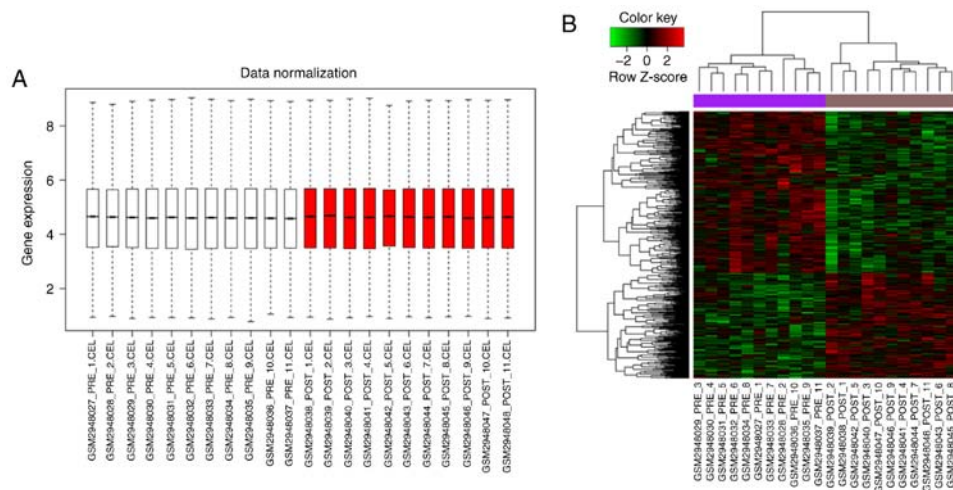 A
Data normalization
Gene expression
8
6
4
2
GSM2948027_PRE_1.CEL
GSM2948028_PRE_2.CEL
GSM2948029_PRE_3.CEL
GSM2948030_PRE_4.CEL
GSM2948031_PRE_5.CEL
GSM2948032_PRE_6.CEL
GSM2948033_PRE_7.CEL
GSM2948034_PRE_8.CEL
GSM2948035_PRE_9.CEL
GSM2948036_PRE_10.CEL
GSM2948037_PRE_11.CEL
GSM2948038_POST_1.CEL
GSM2948039_POST_2.CEL
GSM2948040_POST_3.CEL
GSM2948041_POST_4.CEL
GSM2948042_POST_5.CEL
GSM2948043_POST_6.CEL
GSM2948044_POST_7.CEL
GSM2948045_POST_8.CEL
GSM2948046_POST_9.CEL
GSM2948047_POST_10.CEL
GSM2948048_POST_11.CEL
B
Color key
−2 0 2
Row Z-score
GSM2948029_PRE_3
GSM2948030_PRE_4
GSM2948031_PRE_5
GSM2948032_PRE_6
GSM2948034_PRE_8
GSM2948027_PRE_1
GSM2948033_PRE_7
GSM2948028_PRE_2
GSM2948036_PRE_10
GSM2948035_PRE_9
GSM2948037_PRE_11
GSM2948039_POST_2
GSM2948038_POST_1
GSM2948042_POST_5
GSM2948040_POST_3
GSM2948047_POST_10
GSM2948046_POST_9
GSM2948041_POST_4
GSM2948044_POST_7
GSM2948048_POST_11
GSM2948043_POST_6
GSM2948045_POST_8